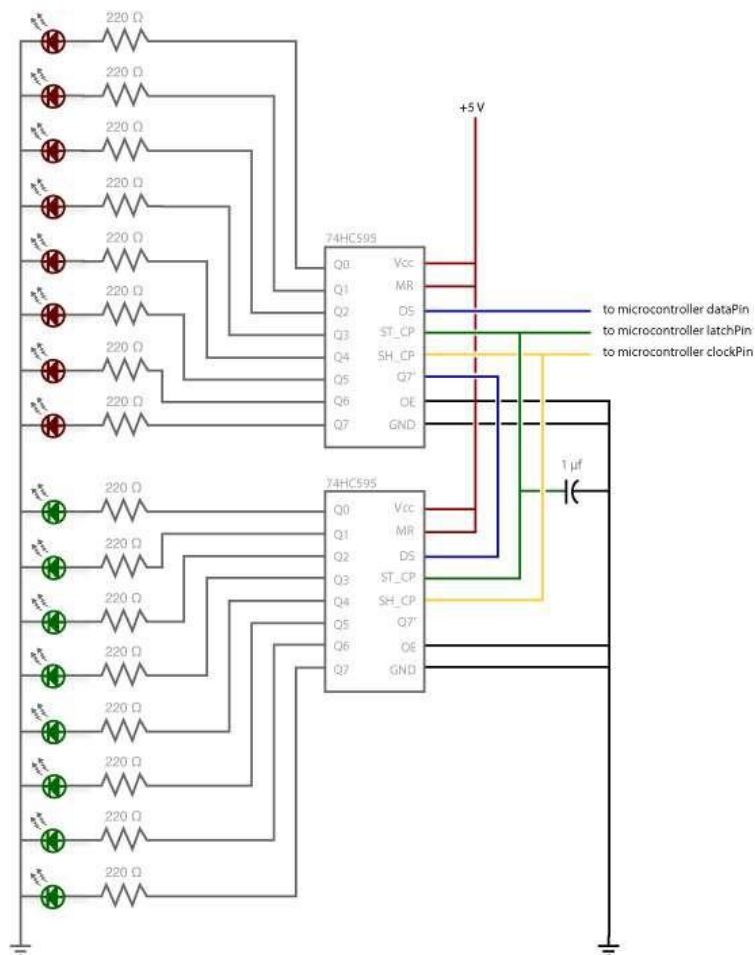 220 Ω
220 Ω
220 Ω
220 Ω
220 Ω
220 Ω
220 Ω
220 Ω
+5 V
74HC595
Q0
Q1
Q2
Q3
Q4
Q5
Q6
Q7
Vcc
MR
DS
ST_CP
SH_CP
Q7'
OE
GND
to microcontroller dataPin
to microcontroller latchPin
to microcontroller clockPin
1 µf
220 Ω
220 Ω
220 Ω
220 Ω
220 Ω
220 Ω
220 Ω
220 Ω
74HC595
Q0
Q1
Q2
Q3
Q4
Q5
Q6
Q7
Vcc
MR
DS
ST_CP
SH_CP
Q7'
OE
GND